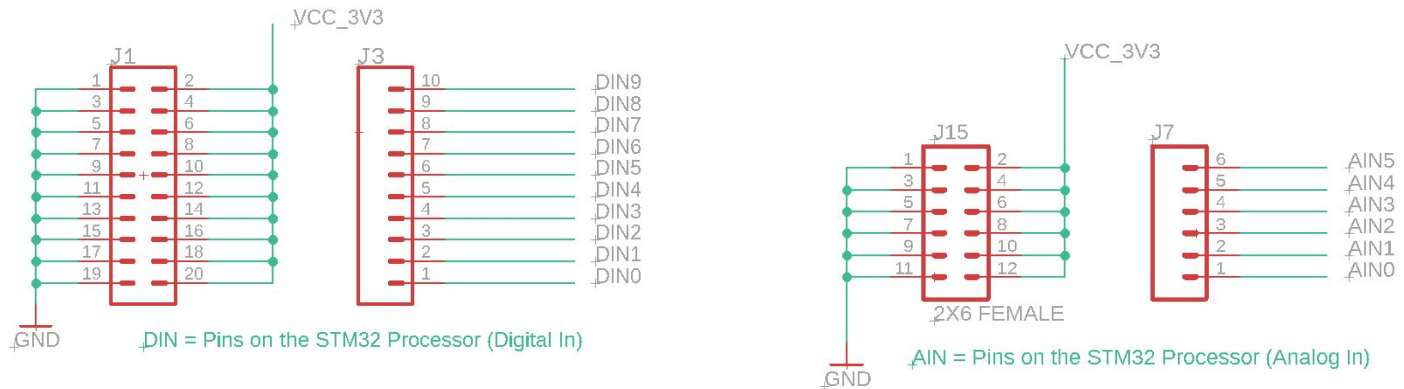 VCC_3V3
J1
J3
1 2
3 4
5 6
7 8
9 10
11 12
13 14
15 16
17 18
19 20
10 DIN9
9 DIN8
8 DIN7
7 DIN6
6 DIN5
5 DIN4
4 DIN3
3 DIN2
2 DIN1
1 DIN0
GND
DIN = Pins on the STM32 Processor (Digital In)
VCC_3V3
J15
J7
1 2
3 4
5 6
7 8
9 10
11 12
2X6 FEMALE
6 AIN5
5 AIN4
4 AIN3
3 AIN2
2 AIN1
1 AIN0
AIN = Pins on the STM32 Processor (Analog In)
GND